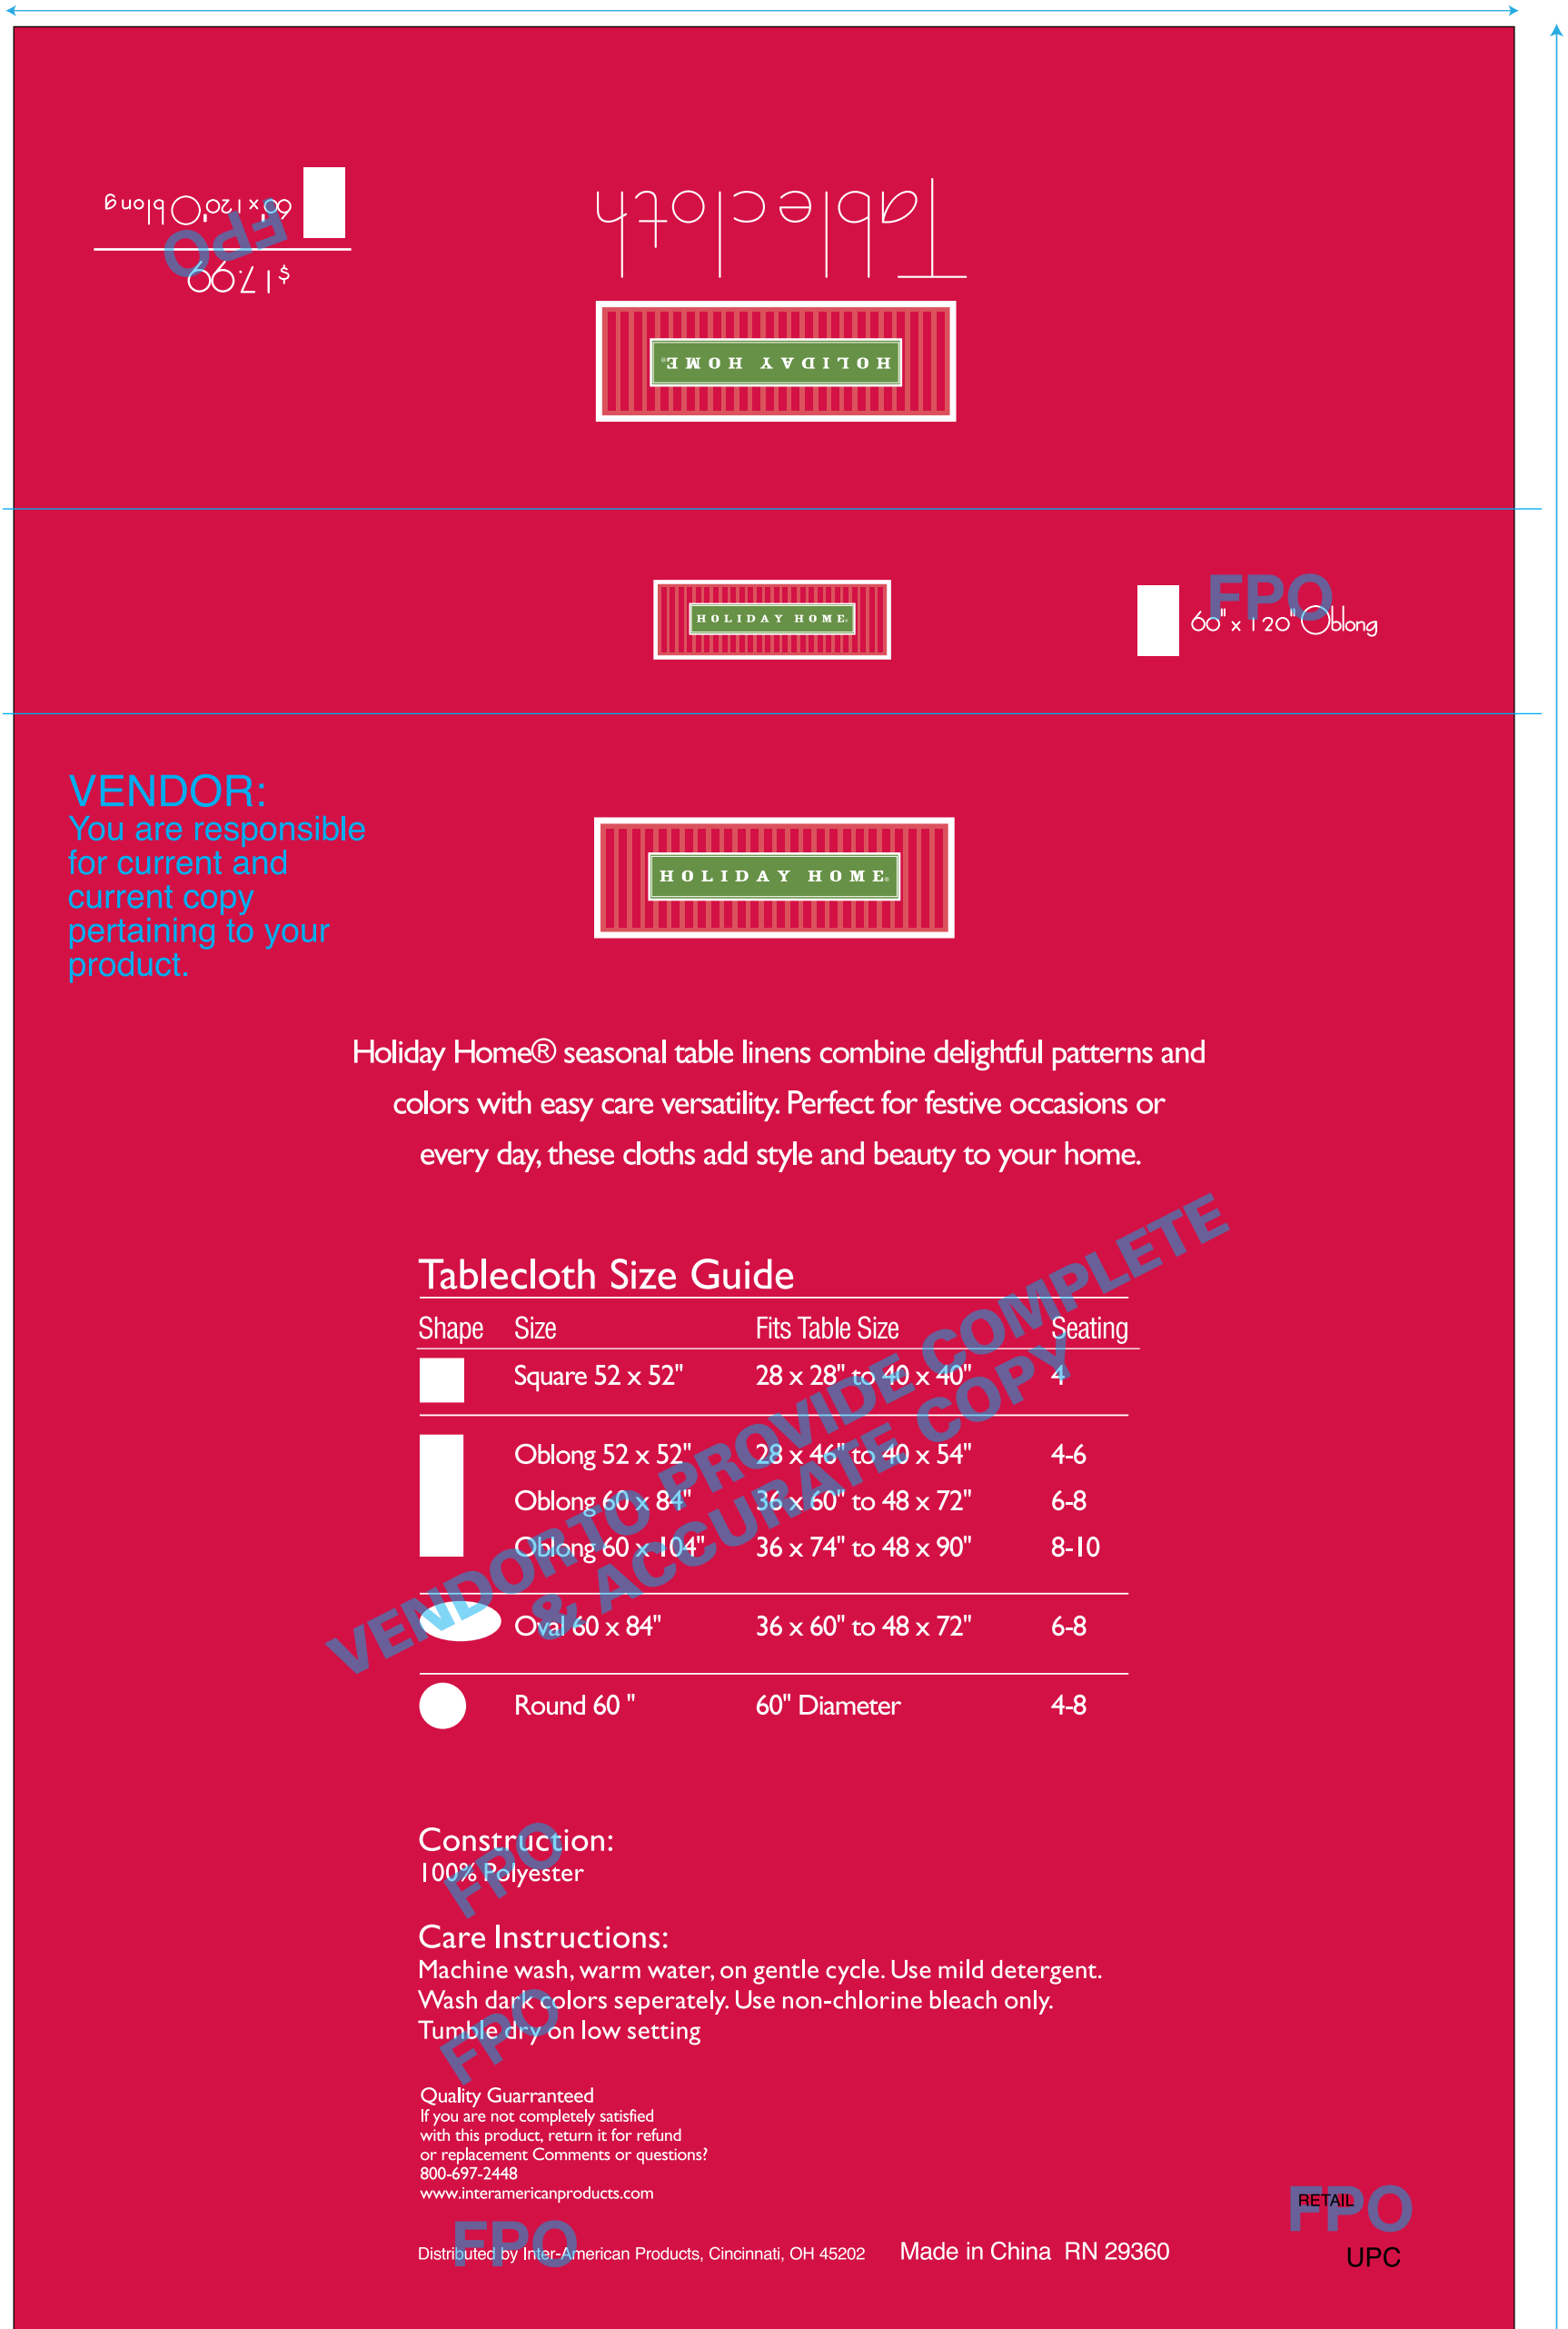 $17.99
60" x 120" Oblong
FPO
Tablecloth
HOLIDAY HOME®
HOLIDAY HOME®
60" x 120" Oblong
FPO
VENDOR:
You are responsible
for current and
current copy
pertaining to your
product.
HOLIDAY HOME®
Holiday Home® seasonal table linens combine delightful patterns and
colors with easy care versatility. Perfect for festive occasions or
every day, these cloths add style and beauty to your home.
Tablecloth Size Guide
Shape Size Fits Table Size Seating
Square 52 x 52" 28 x 28" to 40 x 40" 4
Oblong 52 x 52" 28 x 46" to 40 x 54" 4-6
Oblong 60 x 84" 36 x 60" to 48 x 72" 6-8
Oblong 60 x 104" 36 x 74" to 48 x 90" 8-10
Oval 60 x 84" 36 x 60" to 48 x 72" 6-8
Round 60 " 60" Diameter 4-8
VENDOR TO PROVIDE COMPLETE
& ACCURATE COPY
Construction:
100% Polyester
FPO
Care Instructions:
Machine wash, warm water, on gentle cycle. Use mild detergent.
Wash dark colors seperately. Use non-chlorine bleach only.
Tumble dry on low setting
FPO
Quality Guarranteed
If you are not completely satisfied
with this product, return it for refund
or replacement Comments or questions?
800-697-2448
www.interamericanproducts.com
FPO
Distributed by Inter-American Products, Cincinnati, OH 45202 Made in China RN 29360
RETAIL
FPO
UPC